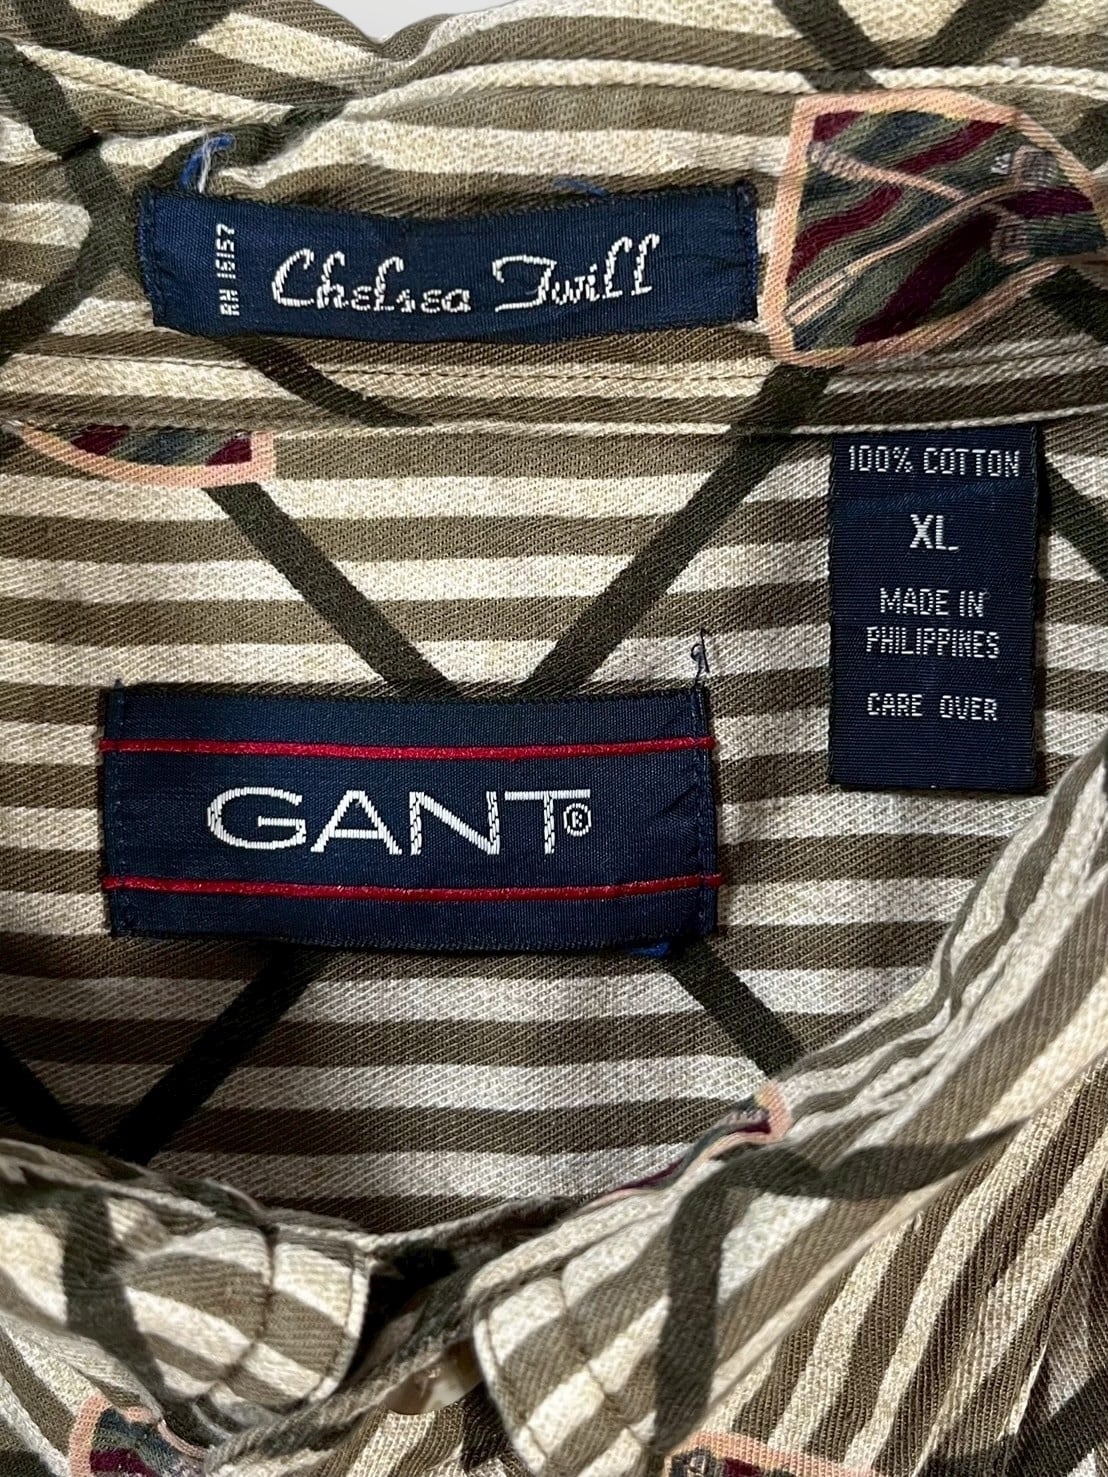 RN 16157
Chelsea Twill
100% COTTON
XL
MADE IN
PHILIPPINES
CARE OVER
GANT®